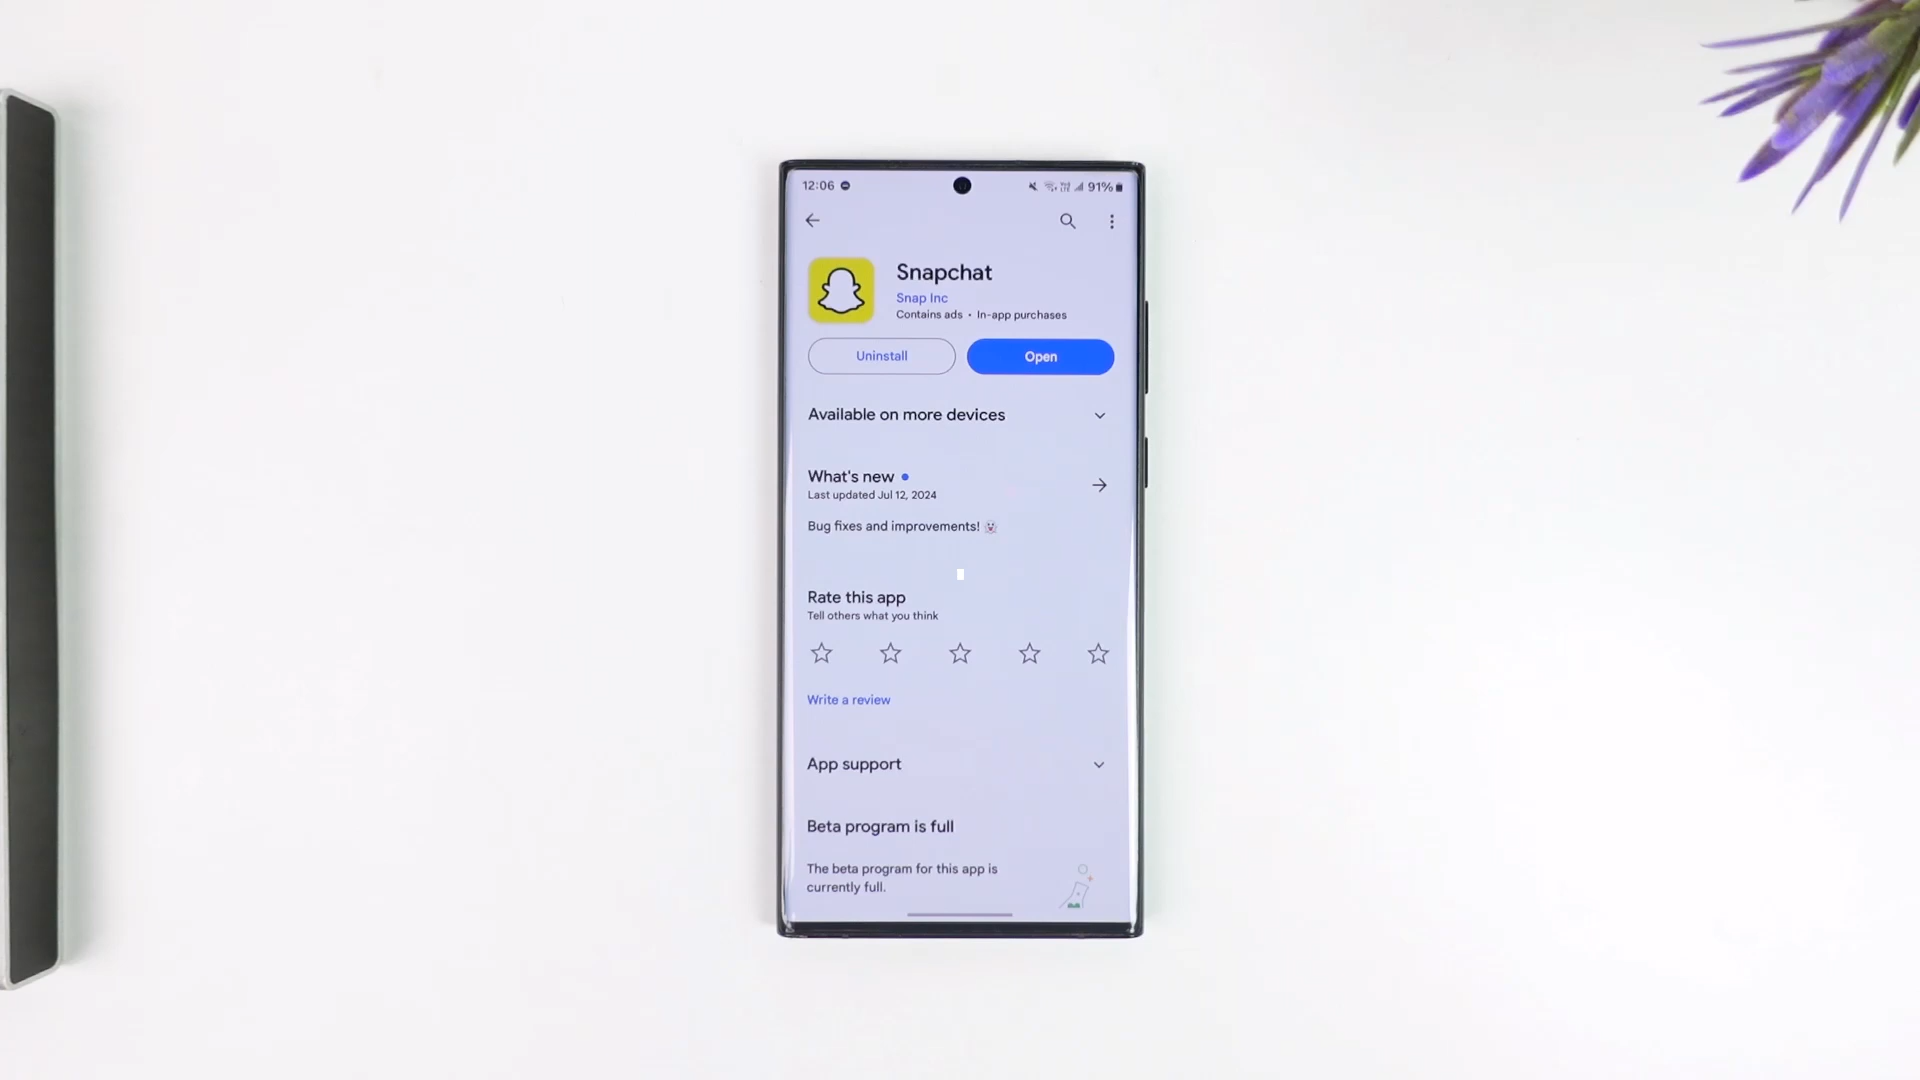 12:06
91%
Snapchat
Snap Inc
Contains ads • In-app purchases
Uninstall
Open
Available on more devices
What's new
Last updated Jul 12, 2024
Bug fixes and improvements! 👻
Rate this app
Tell others what you think
Write a review
App support
Beta program is full
The beta program for this app is
currently full.